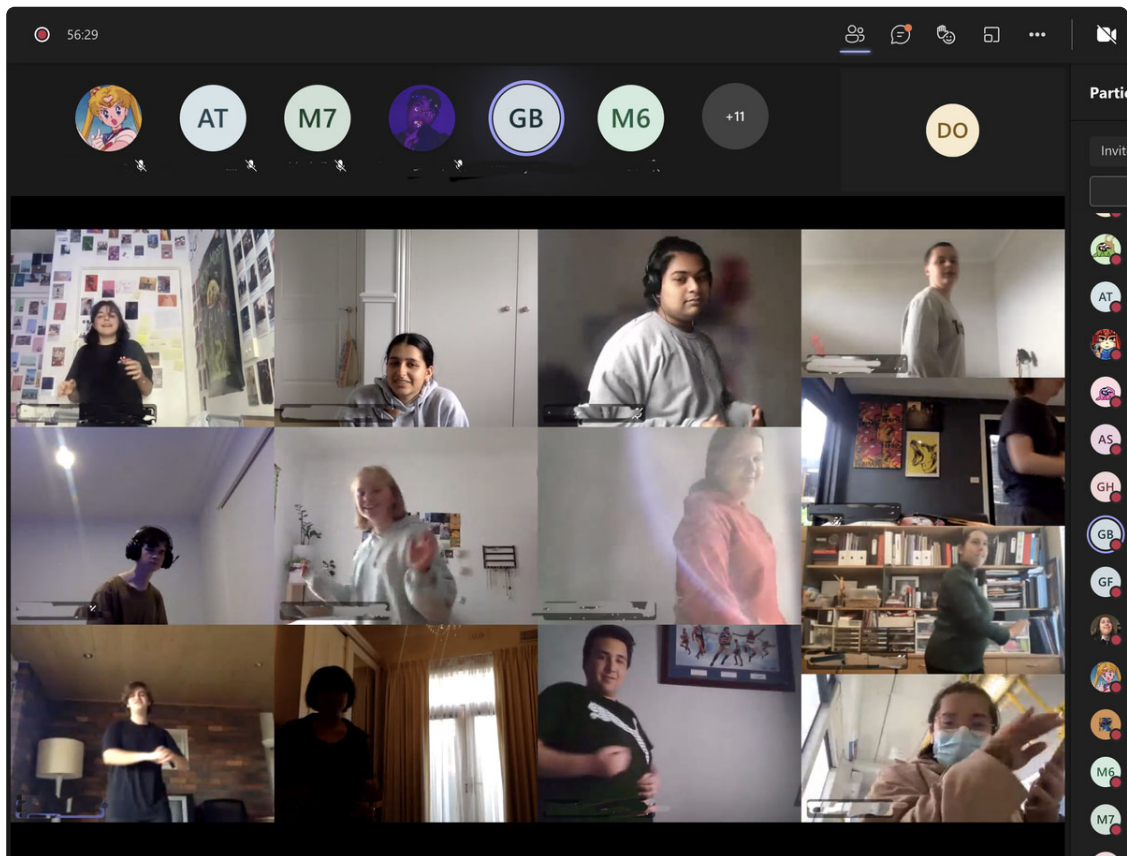 56:29
AT
M7
GB
M6
+11
DO
Partic
Invit
AT
AS
GH
GB
GF
M6
M7